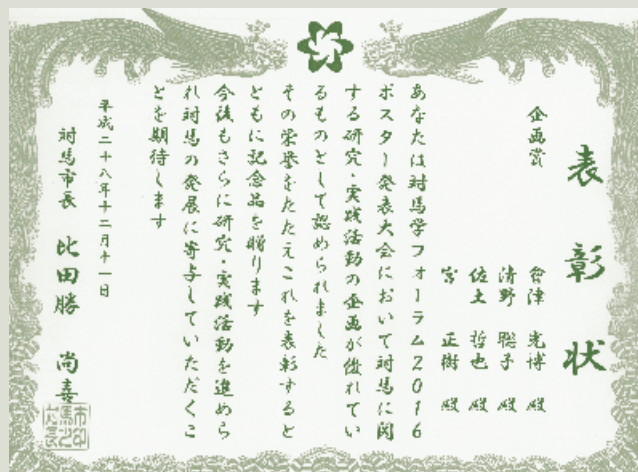 表彰状
企画賞
會津 光博 殿
清野 聡子 殿
佐土 哲也 殿
宮 正樹 殿
あなたは対馬学フォーラム2016
ポスター発表大会において対馬に関
する研究・実践活動の企画が優れてい
るものとして認められました
その栄誉をたたえこれを表彰すると
ともに記念品を贈ります
今後もさらに研究・実践活動を進めら
れ対馬の発展に寄与していただくこ
とを期待します
平成二十八年十二月十一日
対馬市長 比田勝 尚喜